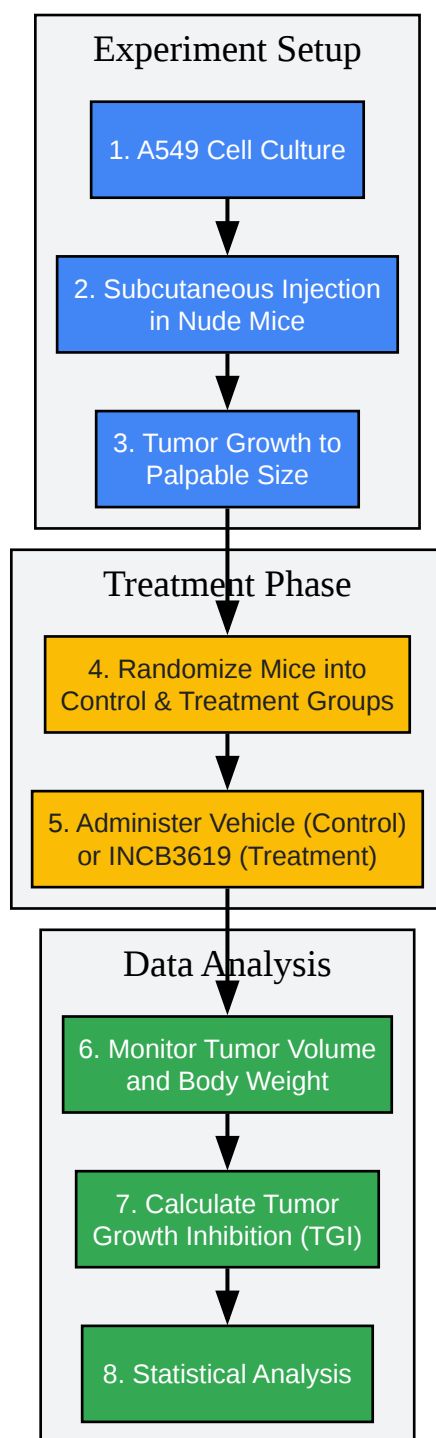 Experiment Setup
1. A549 Cell Culture
2. Subcutaneous Injection
in Nude Mice
3. Tumor Growth to
Palpable Size
Treatment Phase
4. Randomize Mice into
Control & Treatment Groups
5. Administer Vehicle (Control)
or INCB3619 (Treatment)
Data Analysis
6. Monitor Tumor Volume
and Body Weight
7. Calculate Tumor
Growth Inhibition (TGI)
8. Statistical Analysis